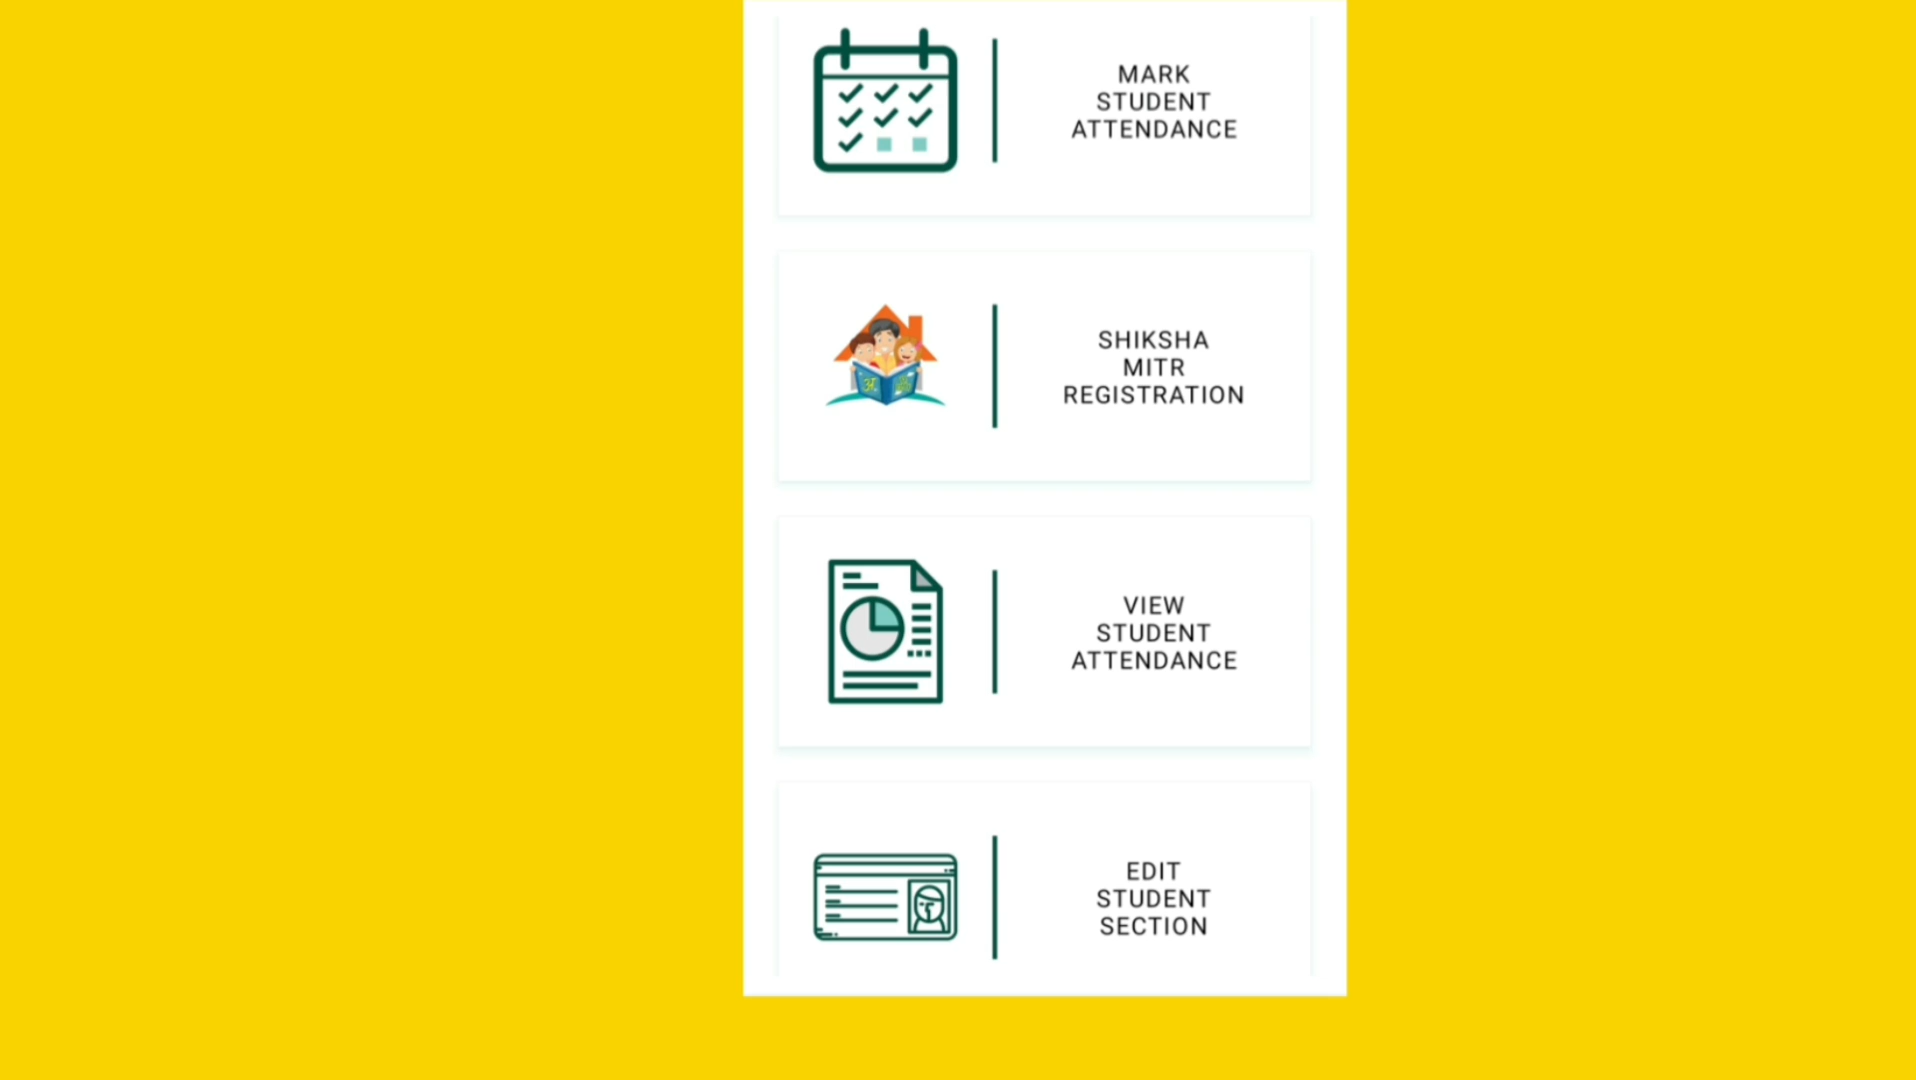 MARK
STUDENT
ATTENDANCE
SHIKSHA
MITR
REGISTRATION
VIEW
STUDENT
ATTENDANCE
EDIT
STUDENT
SECTION